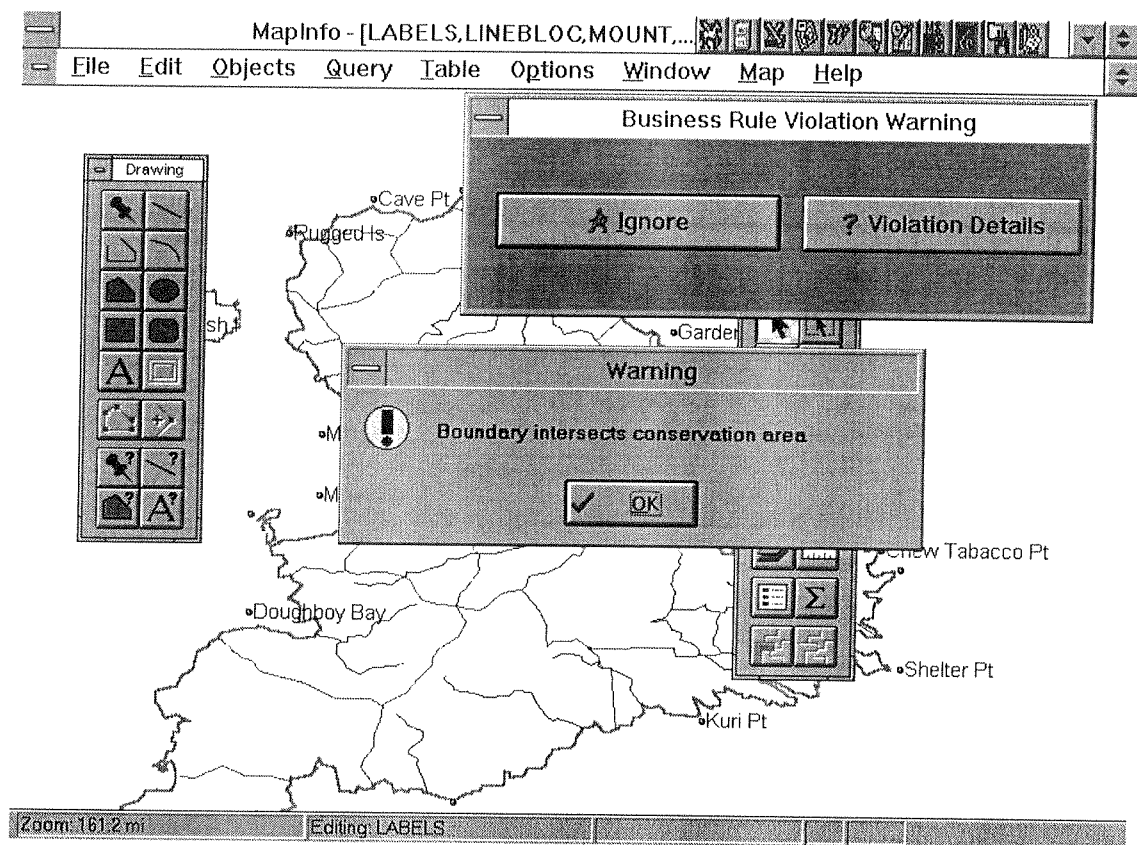 MapInfo - [LABELS,LINEBLOC,MOUNT,...
File Edit Objects Query Table Options Window Map Help
Business Rule Violation Warning
Ignore
? Violation Details
Drawing
Cave Pt
Rugged Is
sh I
Garden
A
Warning
Boundary intersects conservation area
OK
M
M
? ?
? A?
Chew Tabacco Pt
Σ
Doughboy Bay
Shelter Pt
Kuri Pt
Zoom: 161.2 mi
Editing: LABELS